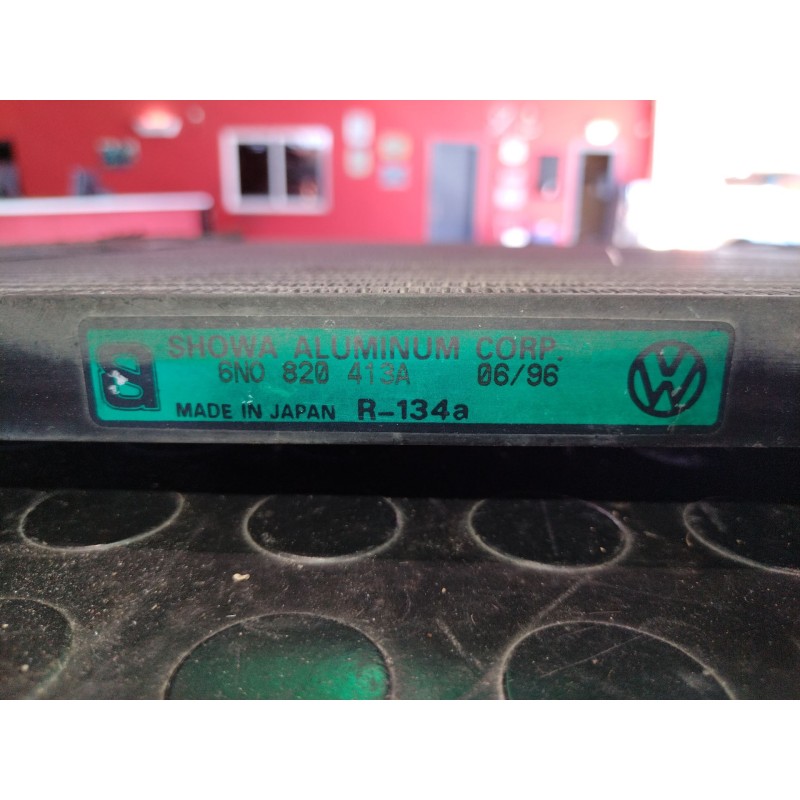 SHOWA ALUMINUM CORP.
6N0 820 413A 06/96
MADE IN JAPAN R-134a